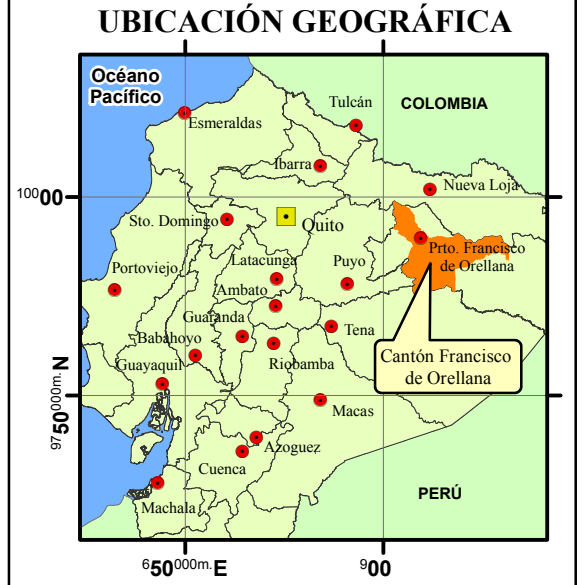 UBICACIÓN GEOGRÁFICA
Océano
Pacífico
Tulcán
COLOMBIA
Esmeraldas
Ibarra
Nueva Loja
10000
Sto. Domingo
Quito
Prto. Francisco
de Orellana
Portoviejo
Latacunga
Puyo
Ambato
Guaranda
Tena
Babahoyo
Riobamba
Guayaquil
Cantón Francisco
de Orellana
9750000m. N
Macas
Azoguez
Cuenca
PERÚ
Machala
650000m. E
900